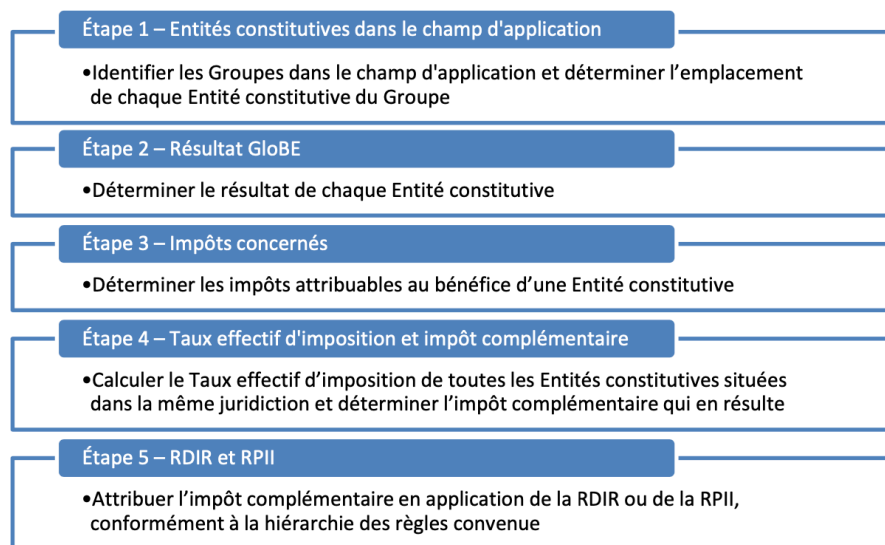 Étape 1 – Entités constitutives dans le champ d'application
•Identifier les Groupes dans le champ d'application et déterminer l’emplacement
de chaque Entité constitutive du Groupe
Étape 2 – Résultat GloBE
•Déterminer le résultat de chaque Entité constitutive
Étape 3 – Impôts concernés
•Déterminer les impôts attribuables au bénéfice d’une Entité constitutive
Étape 4 – Taux effectif d'imposition et impôt complémentaire
•Calculer le Taux effectif d’imposition de toutes les Entités constitutives situées
dans la même juridiction et déterminer l’impôt complémentaire qui en résulte
Étape 5 – RDIR et RPII
•Attribuer l’impôt complémentaire en application de la RDIR ou de la RPII,
conformément à la hiérarchie des règles convenue